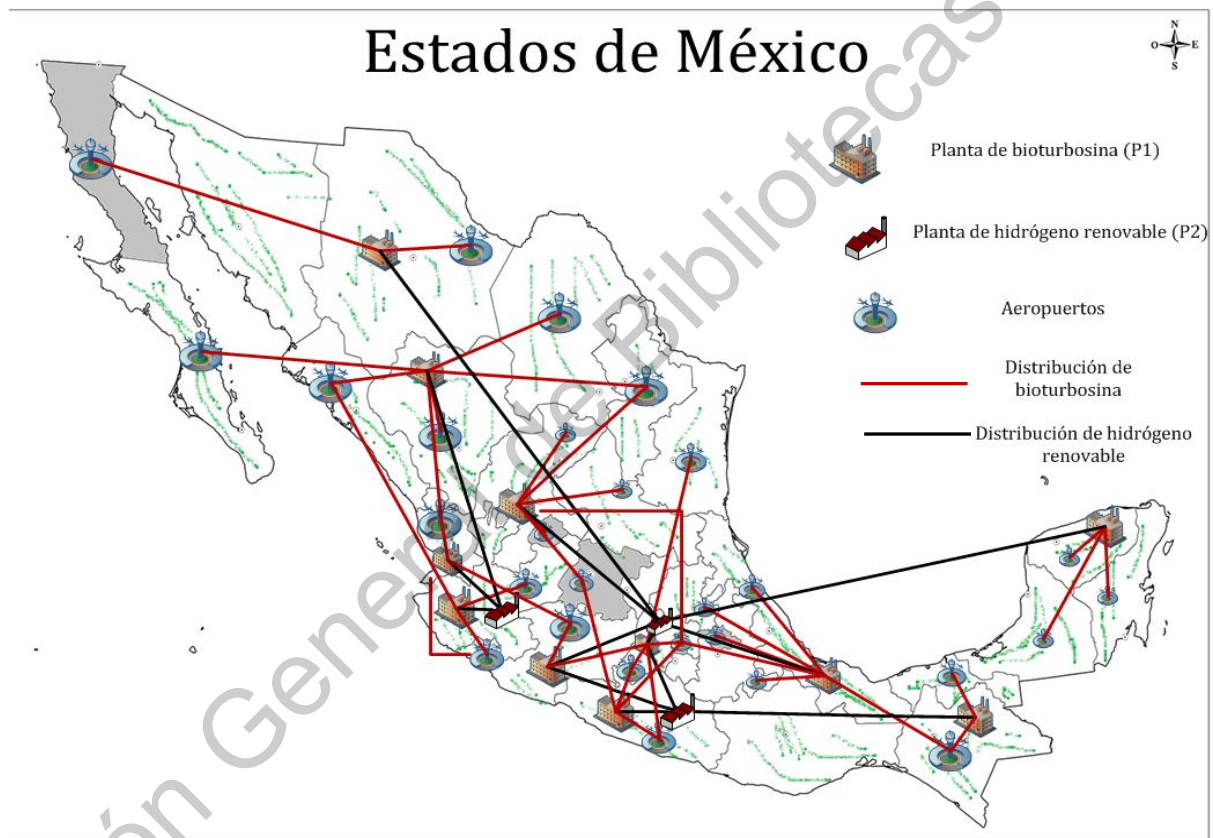 Estados de México
N
O E
S
Planta de bioturbosina (P1)
Planta de hidrógeno renovable (P2)
Aeropuertos
Distribución de
bioturbosina
Distribución de hidrógeno
renovable
ón General de Bibliotecas